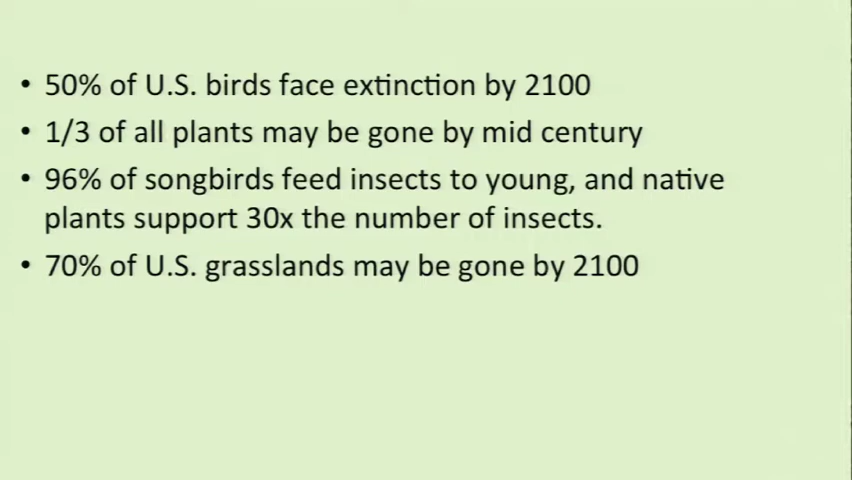 • 50% of U.S. birds face extinction by 2100
• 1/3 of all plants may be gone by mid century
• 96% of songbirds feed insects to young, and native
plants support 30x the number of insects.
• 70% of U.S. grasslands may be gone by 2100